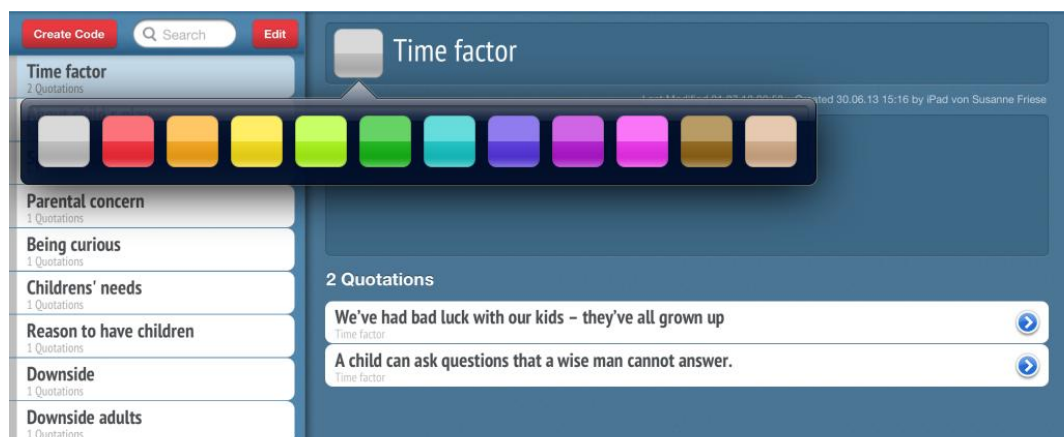 Create Code
Search
Edit
Time factor
2 Quotations
Parental concern
1 Quotations
Being curious
1 Quotations
Childrens' needs
1 Quotations
Reason to have children
1 Quotations
Downside
1 Quotations
Downside adults
1 Quotations
Time factor
Created 30.06.13 15:16 by iPad von Susanne Friese
2 Quotations
We've had bad luck with our kids – they've all grown up
Time factor
A child can ask questions that a wise man cannot answer.
Time factor